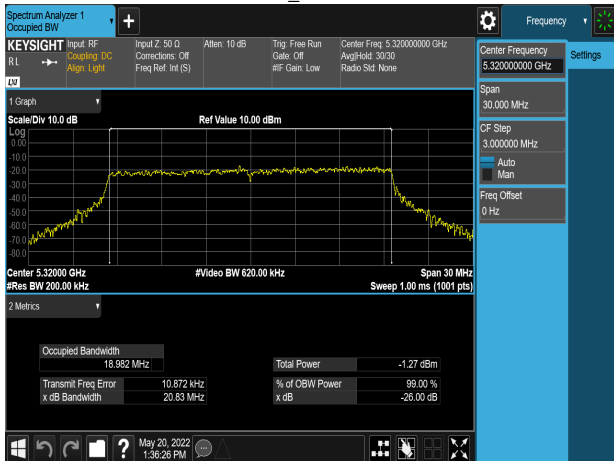 Spectrum Analyzer 1
Occupied BW
+
Frequency
KEYSIGHT
R L
LXI
Input: RF
Coupling: DC
Align: Light
Input Z: 50 Ω
Corrections: Off
Freq Ref: Int (S)
Atten: 10 dB
Trig: Free Run
Gate: Off
#IF Gain: Low
Center Freq: 5.320000000 GHz
Avg|Hold: 30/30
Radio Std: None
Center Frequency
5.320000000 GHz
Settings
Span
30.000 MHz
CF Step
3.000000 MHz
Auto
Man
Freq Offset
0 Hz
1 Graph
Scale/Div 10.0 dB
Ref Value 10.00 dBm
Log
0.00
-10.0
-20.0
-30.0
-40.0
-50.0
-60.0
-70.0
-80.0
Center 5.32000 GHz
#Video BW 620.00 kHz
Span 30 MHz
#Res BW 200.00 kHz
Sweep 1.00 ms (1001 pts)
2 Metrics
Occupied Bandwidth
18.982 MHz
Total Power
-1.27 dBm
Transmit Freq Error
10.872 kHz
% of OBW Power
99.00 %
x dB Bandwidth
20.83 MHz
x dB
-26.00 dB
?
May 20, 2022
1:36:26 PM